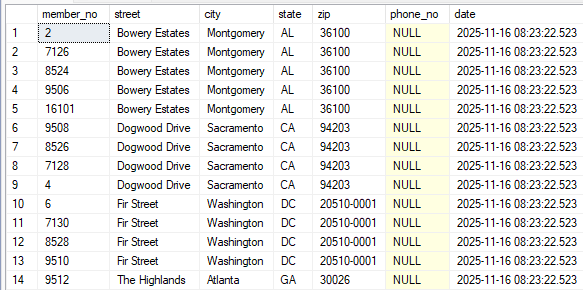 member_no street city state zip phone_no date
1 2 Bowery Estates Montgomery AL 36100 NULL 2025-11-16 08:23:22.523
2 7126 Bowery Estates Montgomery AL 36100 NULL 2025-11-16 08:23:22.523
3 8524 Bowery Estates Montgomery AL 36100 NULL 2025-11-16 08:23:22.523
4 9506 Bowery Estates Montgomery AL 36100 NULL 2025-11-16 08:23:22.523
5 16101 Bowery Estates Montgomery AL 36100 NULL 2025-11-16 08:23:22.523
6 9508 Dogwood Drive Sacramento CA 94203 NULL 2025-11-16 08:23:22.523
7 8526 Dogwood Drive Sacramento CA 94203 NULL 2025-11-16 08:23:22.523
8 7128 Dogwood Drive Sacramento CA 94203 NULL 2025-11-16 08:23:22.523
9 4 Dogwood Drive Sacramento CA 94203 NULL 2025-11-16 08:23:22.523
10 6 Fir Street Washington DC 20510-0001 NULL 2025-11-16 08:23:22.523
11 7130 Fir Street Washington DC 20510-0001 NULL 2025-11-16 08:23:22.523
12 8528 Fir Street Washington DC 20510-0001 NULL 2025-11-16 08:23:22.523
13 9510 Fir Street Washington DC 20510-0001 NULL 2025-11-16 08:23:22.523
14 9512 The Highlands Atlanta GA 30026 NULL 2025-11-16 08:23:22.523